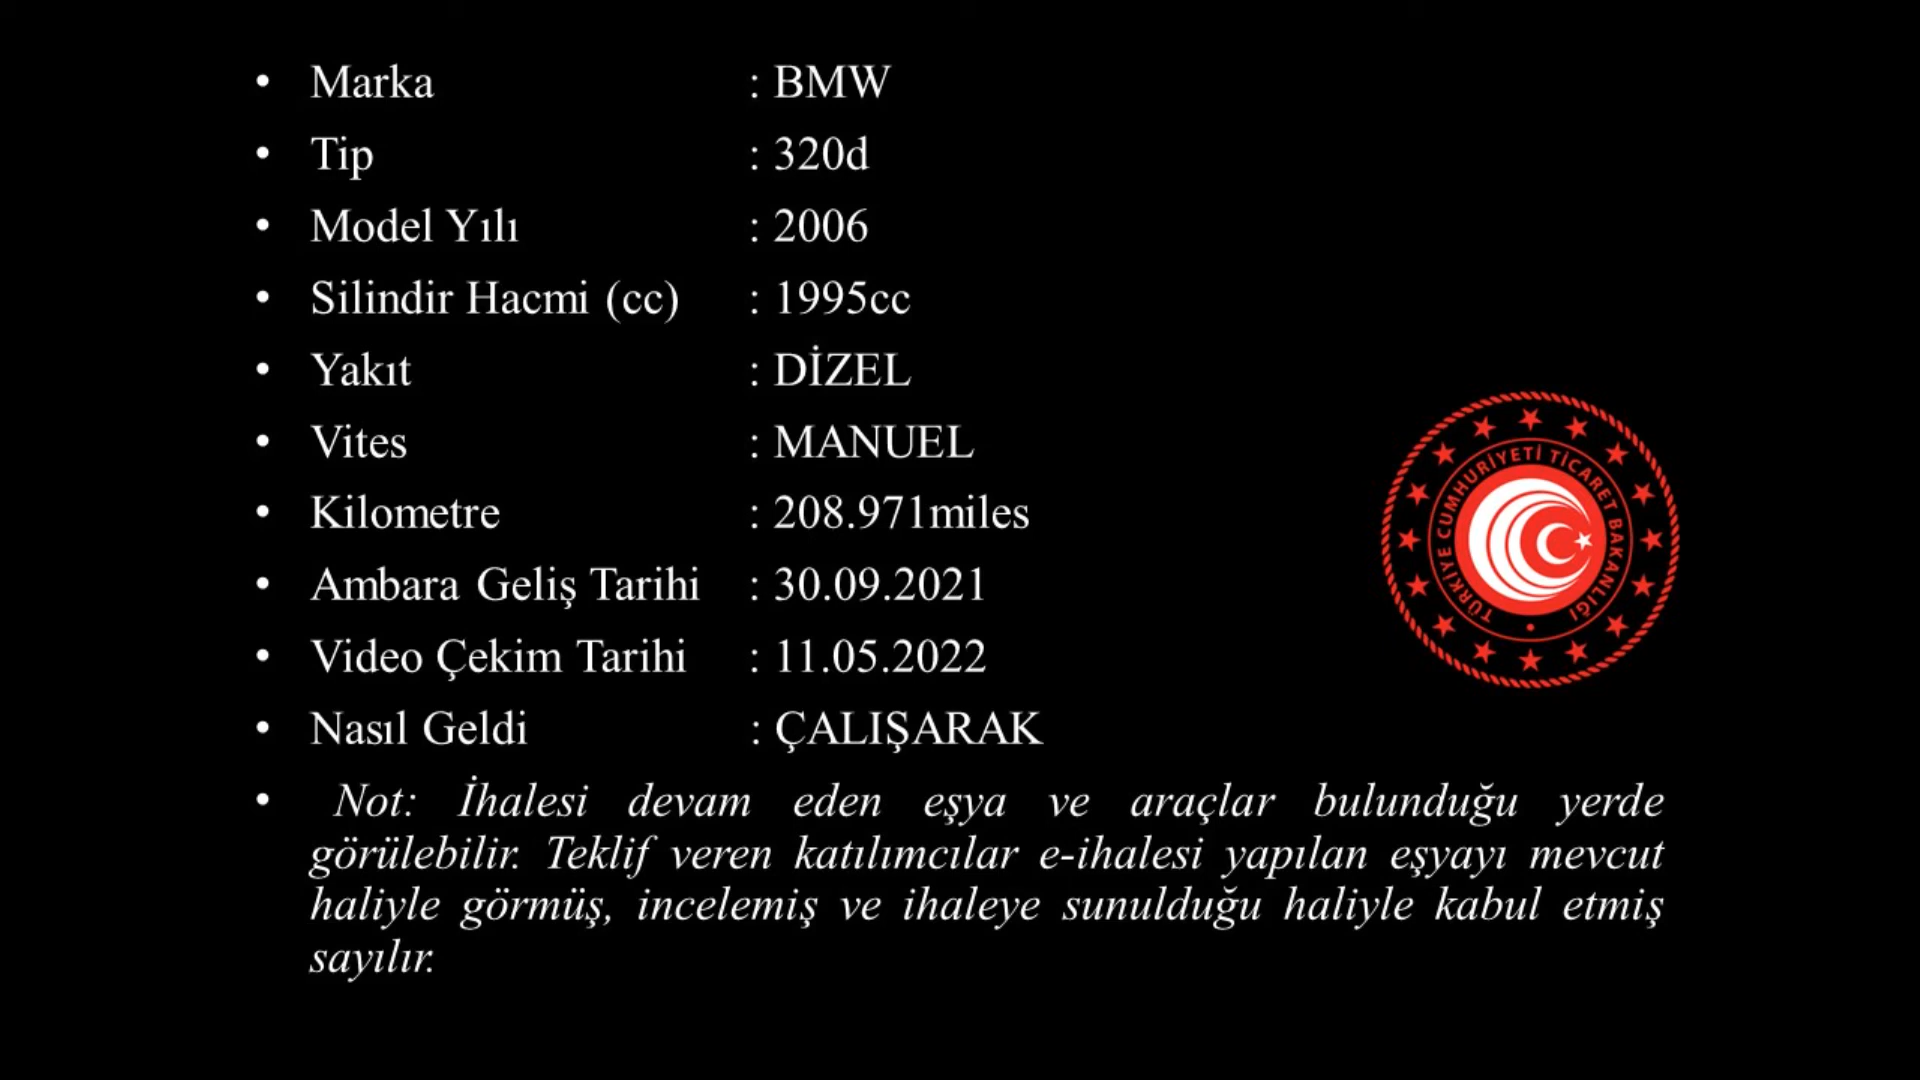 • Marka : BMW
• Tip : 320d
• Model Yılı : 2006
• Silindir Hacmi (cc) : 1995cc
• Yakıt : DİZEL
• Vites : MANUEL
• Kilometre : 208.971miles
• Ambara Geliş Tarihi : 30.09.2021
• Video Çekim Tarihi : 11.05.2022
• Nasıl Geldi : ÇALIŞARAK
• Not: İhalesi devam eden eşya ve araçlar bulunduğu yerde
görülebilir. Teklif veren katılımcılar e-ihalesi yapılan eşyayı mevcut
haliyle görmüş, incelemiş ve ihaleye sunulduğu haliyle kabul etmiş
sayılır.
TÜRKİYE CUMHURİYETİ TİCARET BAKANLIĞI